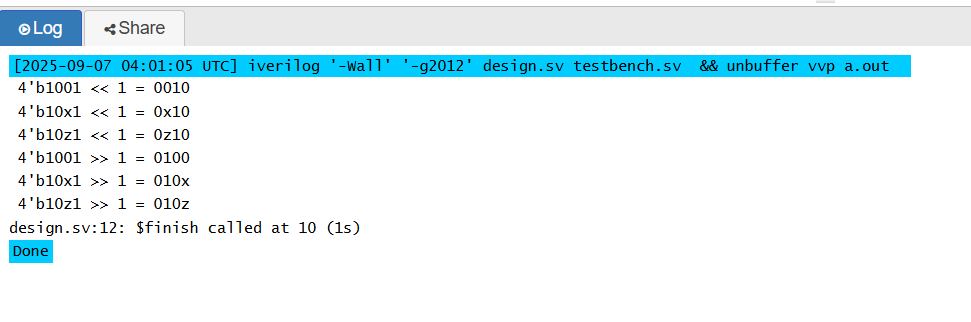 Log Share
[2025-09-07 04:01:05 UTC] iverilog '-Wall' '-g2012' design.sv testbench.sv  && unbuffer vvp a.out
4'b1001 << 1 = 0010
4'b10x1 << 1 = 0x10
4'b10z1 << 1 = 0z10
4'b1001 >> 1 = 0100
4'b10x1 >> 1 = 010x
4'b10z1 >> 1 = 010z
design.sv:12: $finish called at 10 (1s)
Done